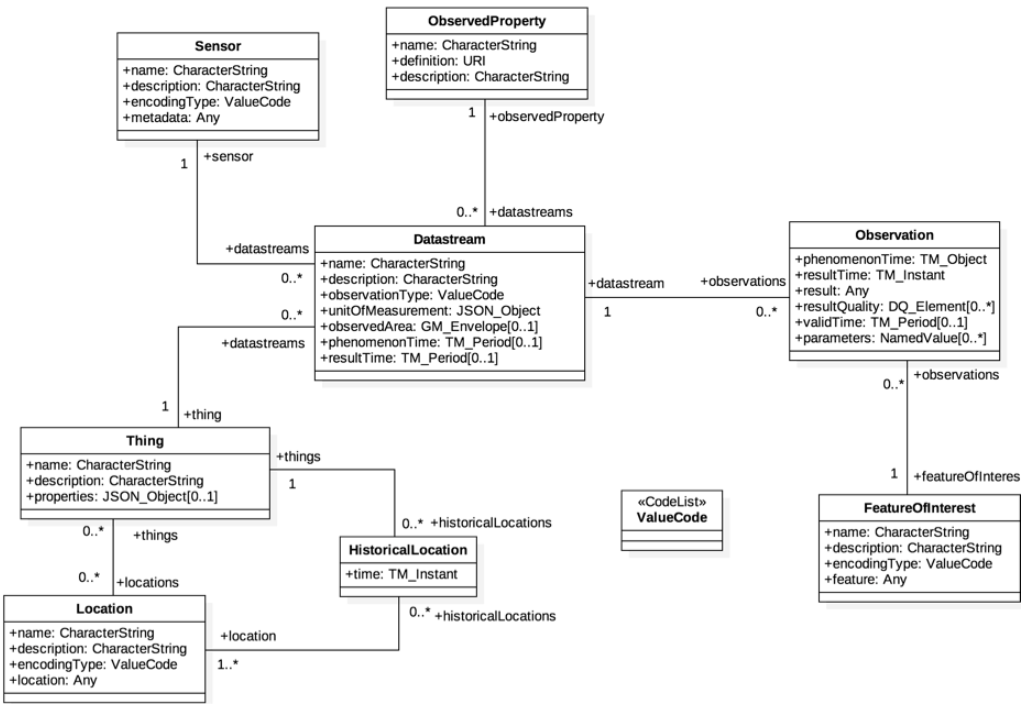 ObservedProperty
+name: CharacterString
+definition: URI
+description: CharacterString
Sensor
+name: CharacterString
+description: CharacterString
+encodingType: ValueCode
+metadata: Any
1
+observedProperty
1
+sensor
0..*
+datastreams
+datastreams
0..*
Datastream
+name: CharacterString
+description: CharacterString
+observationType: ValueCode
+unitOfMeasurement: JSON_Object
+observedArea: GM_Envelope[0..1]
+phenomenonTime: TM_Period[0..1]
+resultTime: TM_Period[0..1]
+datastream
1
+observations
0..*
Observation
+phenomenonTime: TM_Object
+resultTime: TM_Instant
+result: Any
+resultQuality: DQ_Element[0..*]
+validTime: TM_Period[0..1]
+parameters: NamedValue[0..*]
0..*
+datastreams
1
+thing
0..*
+observations
1
+featureOfInteres
Thing
+name: CharacterString
+description: CharacterString
+properties: JSON_Object[0..1]
+things
1
0..*
+historicalLocations
HistoricalLocation
+time: TM_Instant
«CodeList»
ValueCode
FeatureOfInterest
+name: CharacterString
+description: CharacterString
+encodingType: ValueCode
+feature: Any
0..*
+things
0..*
+locations
Location
+name: CharacterString
+description: CharacterString
+encodingType: ValueCode
+location: Any
0..*
+historicalLocations
+location
1..*